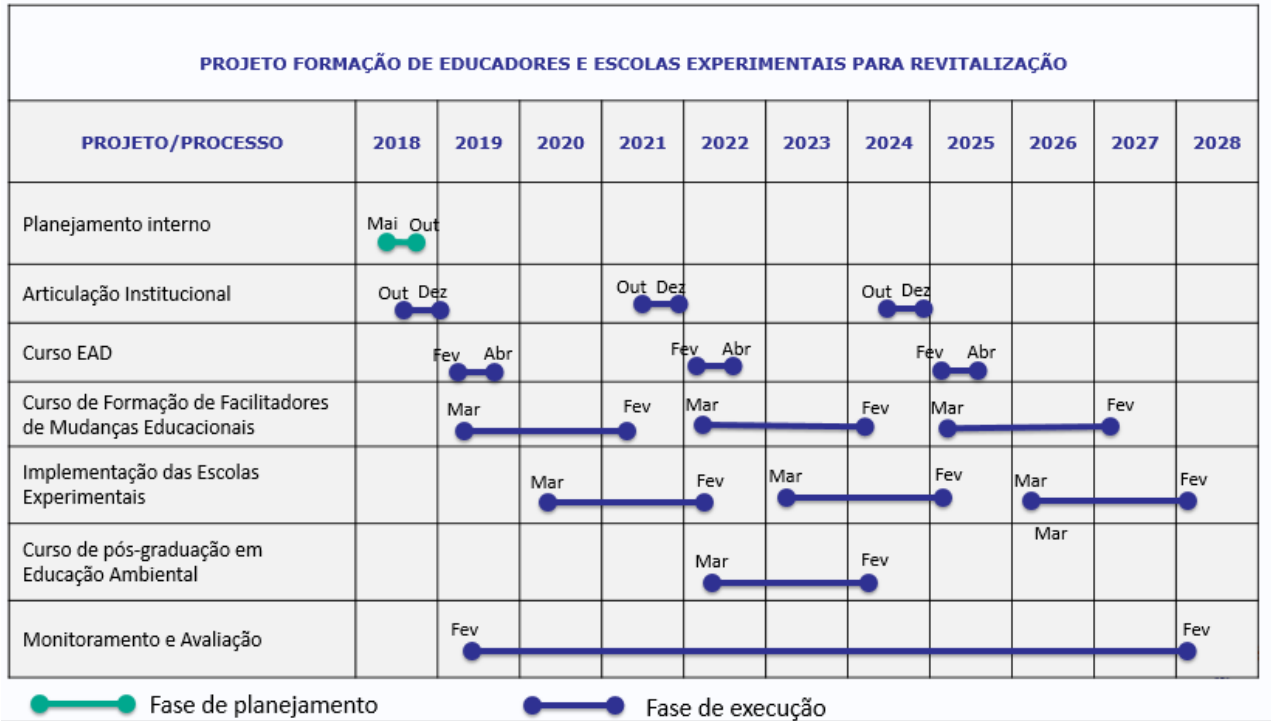 PROJETO FORMAÇÃO DE EDUCADORES E ESCOLAS EXPERIMENTAIS PARA REVITALIZAÇÃO
PROJETO/PROCESSO 2018 2019 2020 2021 2022 2023 2024 2025 2026 2027 2028
Planejamento interno
Mai Out
Articulação Institucional
Out Dez Out Dez Out Dez
Curso EAD
Fev Abr Fev Abr Fev Abr
Curso de Formação de Facilitadores
de Mudanças Educacionais
Mar Fev Mar Fev Mar Fev
Implementação das Escolas
Experimentais
Mar Fev Mar Fev Mar Fev
Mar
Curso de pós-graduação em
Educação Ambiental
Mar Fev
Monitoramento e Avaliação
Fev Fev
Fase de planejamento Fase de execução